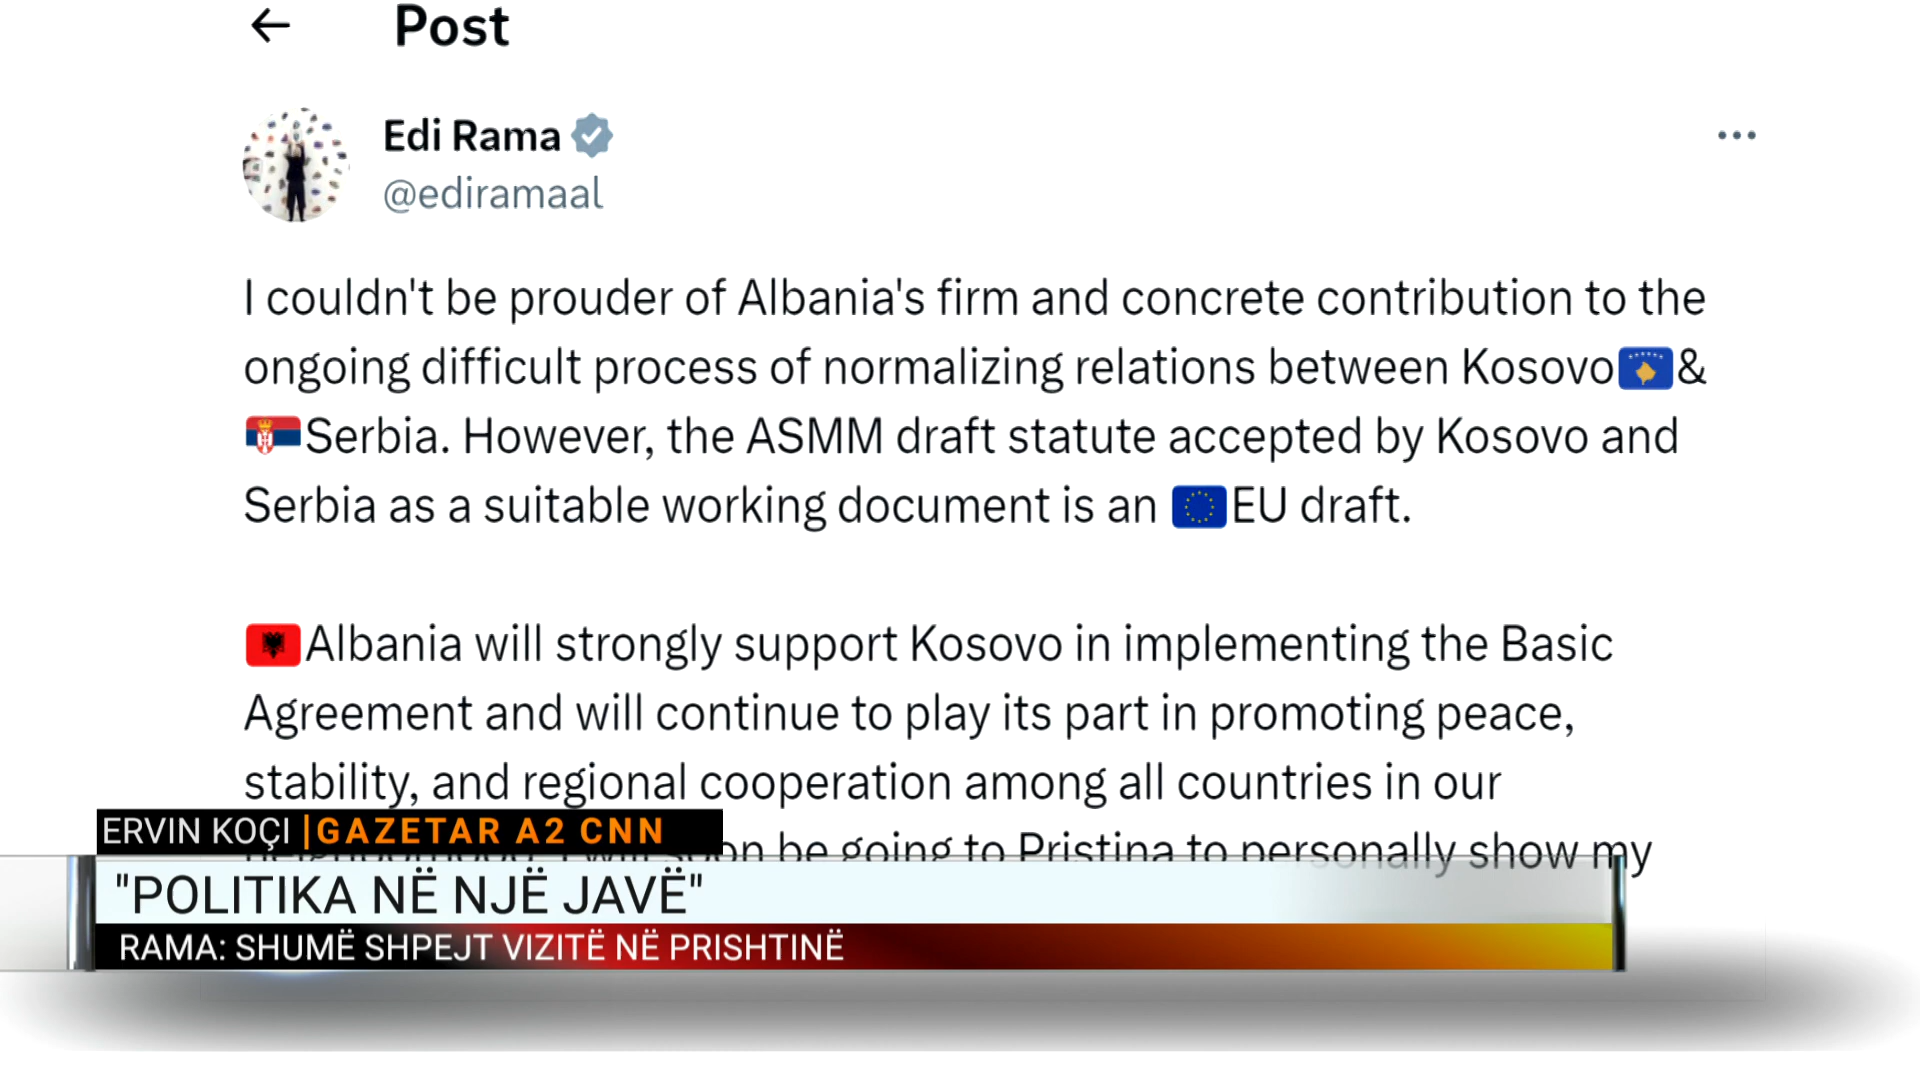 Post
Edi Rama
@ediramaal
I couldn't be prouder of Albania's firm and concrete contribution to the
ongoing difficult process of normalizing relations between Kosovo &
Serbia. However, the ASMM draft statute accepted by Kosovo and
Serbia as a suitable working document is an EU draft.
Albania will strongly support Kosovo in implementing the Basic
Agreement and will continue to play its part in promoting peace,
stability, and regional cooperation among all countries in our
be going to Pristina to personally show my
ERVIN KOÇI |GAZETAR A2 CNN
"POLITIKA NË NJË JAVË"
RAMA: SHUMË SHPEJT VIZITË NË PRISHTINË